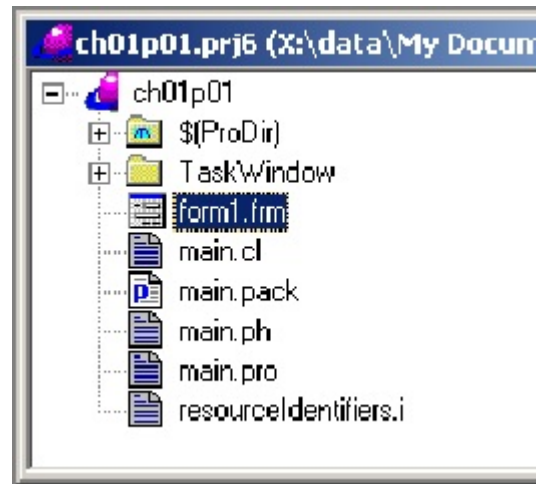 ch01p01.prj6 (X:\data\My Docum
ch01p01
$(ProDir)
TaskWindow
form1.frm
main.cl
main.pack
main.ph
main.pro
resourceIdentifiers.i